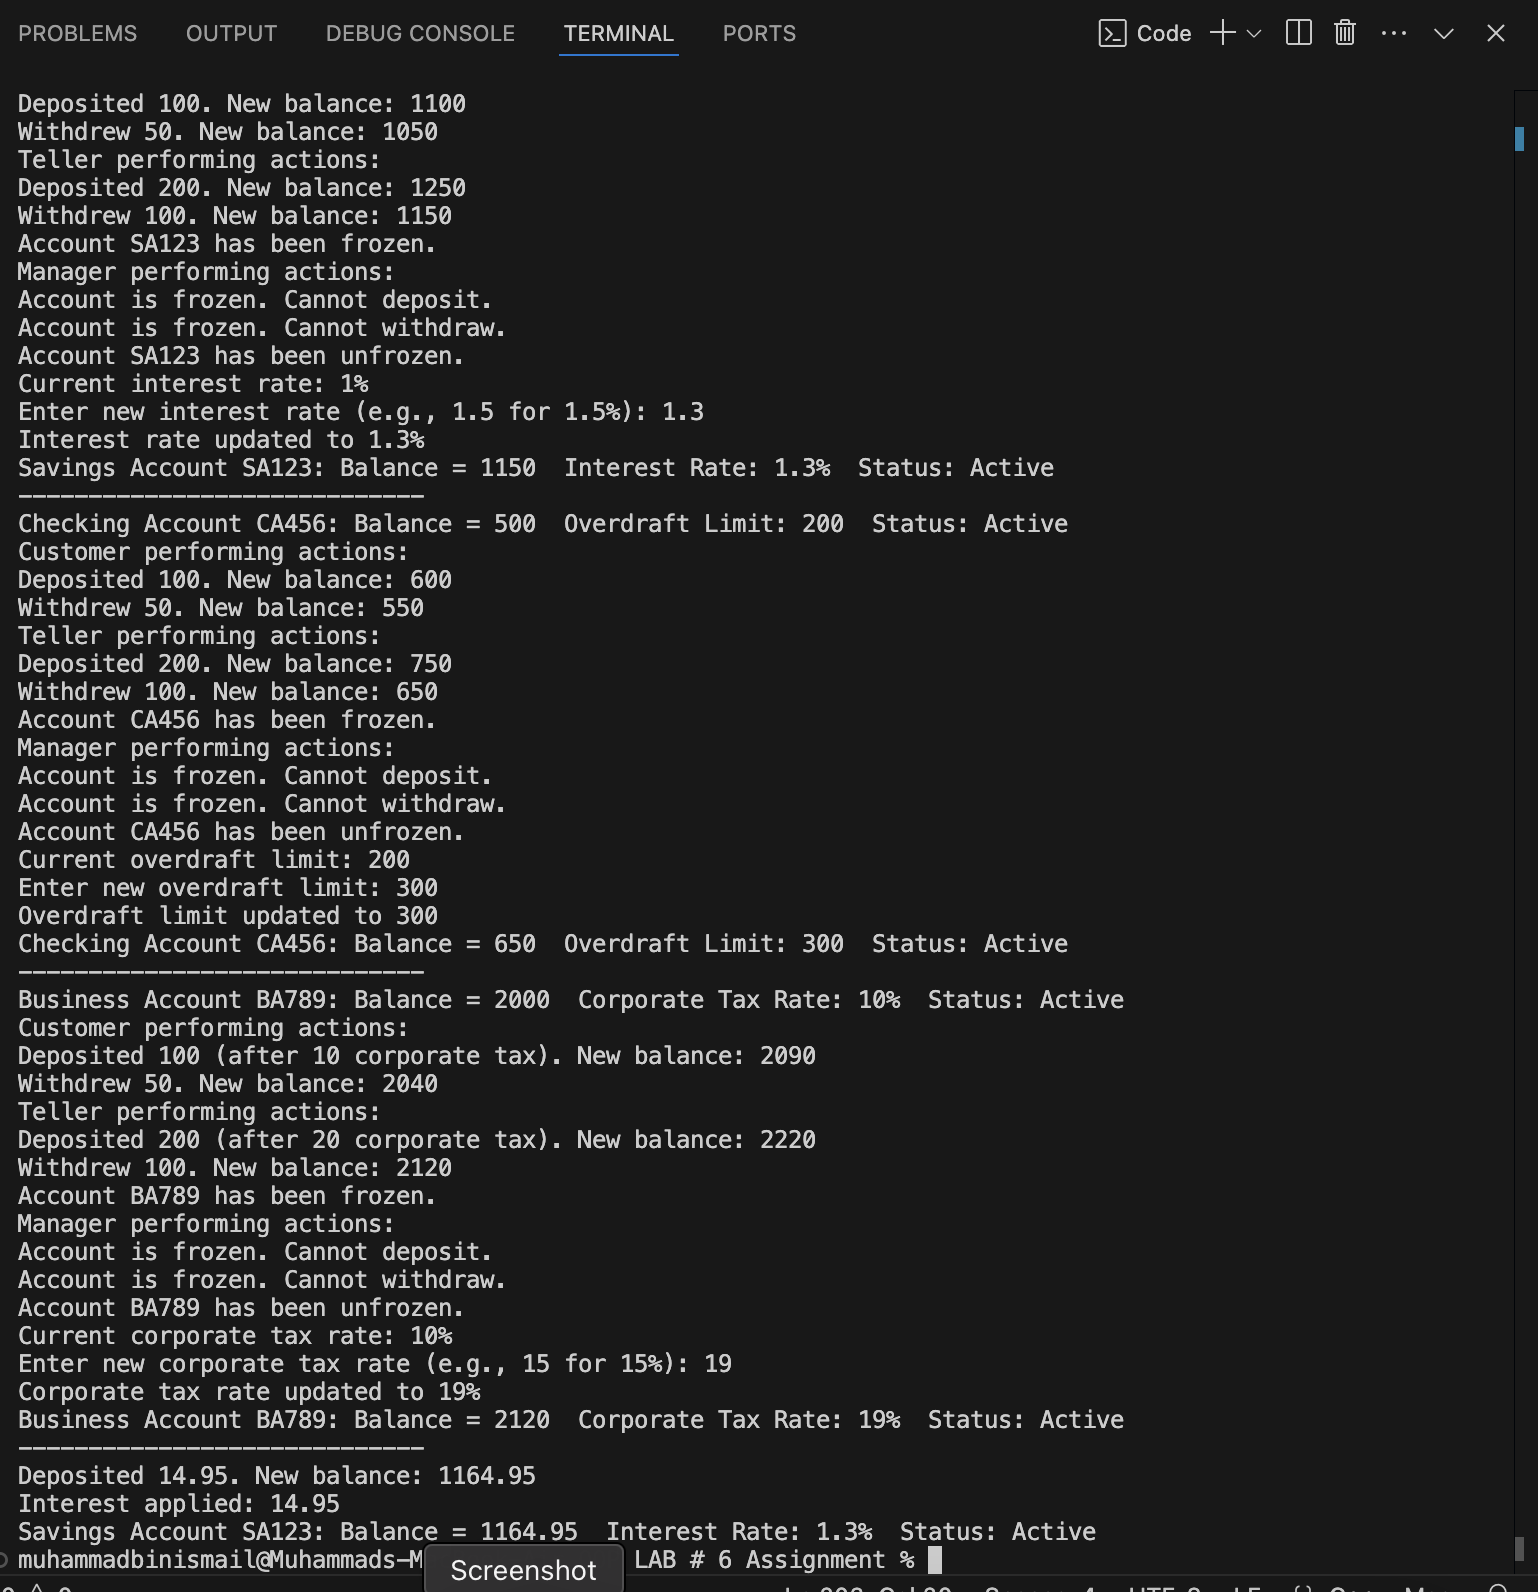 PROBLEMS OUTPUT DEBUG CONSOLE TERMINAL PORTS Code
Deposited 100. New balance: 1100
Withdrew 50. New balance: 1050
Teller performing actions:
Deposited 200. New balance: 1250
Withdrew 100. New balance: 1150
Account SA123 has been frozen.
Manager performing actions:
Account is frozen. Cannot deposit.
Account is frozen. Cannot withdraw.
Account SA123 has been unfrozen.
Current interest rate: 1%
Enter new interest rate (e.g., 1.5 for 1.5%): 1.3
Interest rate updated to 1.3%
Savings Account SA123: Balance = 1150  Interest Rate: 1.3%  Status: Active
-----------------------------
Checking Account CA456: Balance = 500  Overdraft Limit: 200  Status: Active
Customer performing actions:
Deposited 100. New balance: 600
Withdrew 50. New balance: 550
Teller performing actions:
Deposited 200. New balance: 750
Withdrew 100. New balance: 650
Account CA456 has been frozen.
Manager performing actions:
Account is frozen. Cannot deposit.
Account is frozen. Cannot withdraw.
Account CA456 has been unfrozen.
Current overdraft limit: 200
Enter new overdraft limit: 300
Overdraft limit updated to 300
Checking Account CA456: Balance = 650  Overdraft Limit: 300  Status: Active
-----------------------------
Business Account BA789: Balance = 2000  Corporate Tax Rate: 10%  Status: Active
Customer performing actions:
Deposited 100 (after 10 corporate tax). New balance: 2090
Withdrew 50. New balance: 2040
Teller performing actions:
Deposited 200 (after 20 corporate tax). New balance: 2220
Withdrew 100. New balance: 2120
Account BA789 has been frozen.
Manager performing actions:
Account is frozen. Cannot deposit.
Account is frozen. Cannot withdraw.
Account BA789 has been unfrozen.
Current corporate tax rate: 10%
Enter new corporate tax rate (e.g., 15 for 15%): 19
Corporate tax rate updated to 19%
Business Account BA789: Balance = 2120  Corporate Tax Rate: 19%  Status: Active
-----------------------------
Deposited 14.95. New balance: 1164.95
Interest applied: 14.95
Savings Account SA123: Balance = 1164.95  Interest Rate: 1.3%  Status: Active
muhammadbinismail@Muhammads-M LAB # 6 Assignment %
Screenshot